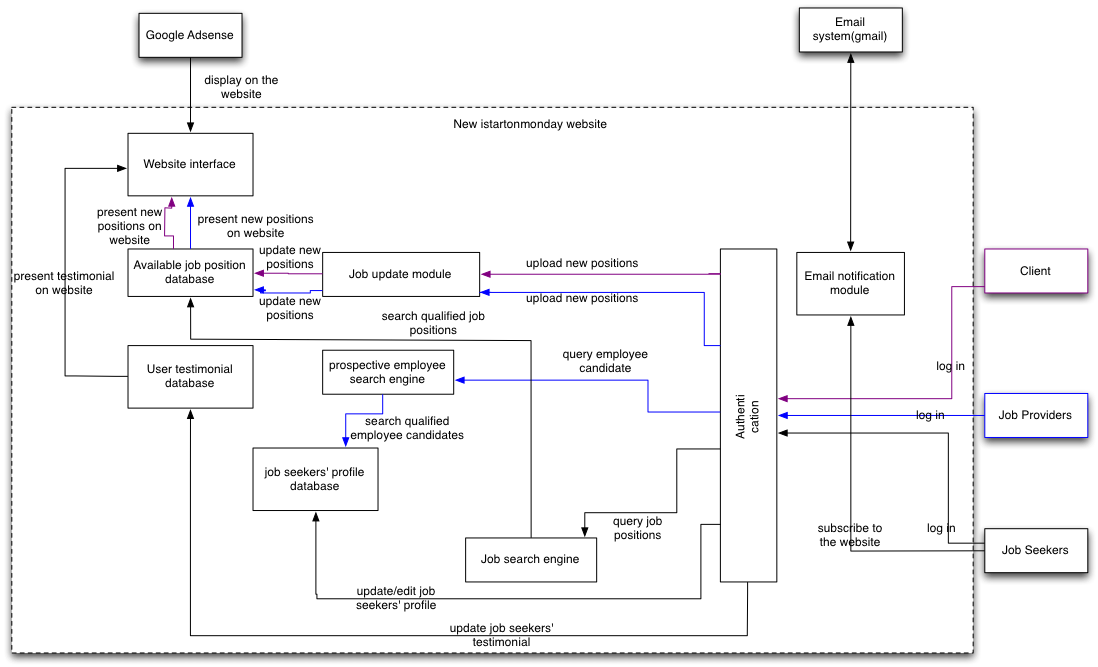 Google Adsense
Email
system(gmail)
display on the
website
New istartonmonday website
Website interface
present new
positions on
website
present new positions
on website
Available job position
database
update new
positions
update new
positions
Job update module
upload new positions
upload new positions
Email notification
module
Client
present testimonial
on website
search qualified job
positions
User testimonial
database
prospective employee
search engine
query employee
candidate
log in
Authenti
cation
log in
Job Providers
search qualified
employee candidates
job seekers' profile
database
query job
positions
subscribe to
the website
log in
Job Seekers
Job search engine
update/edit job
seekers' profile
update job seekers'
testimonial